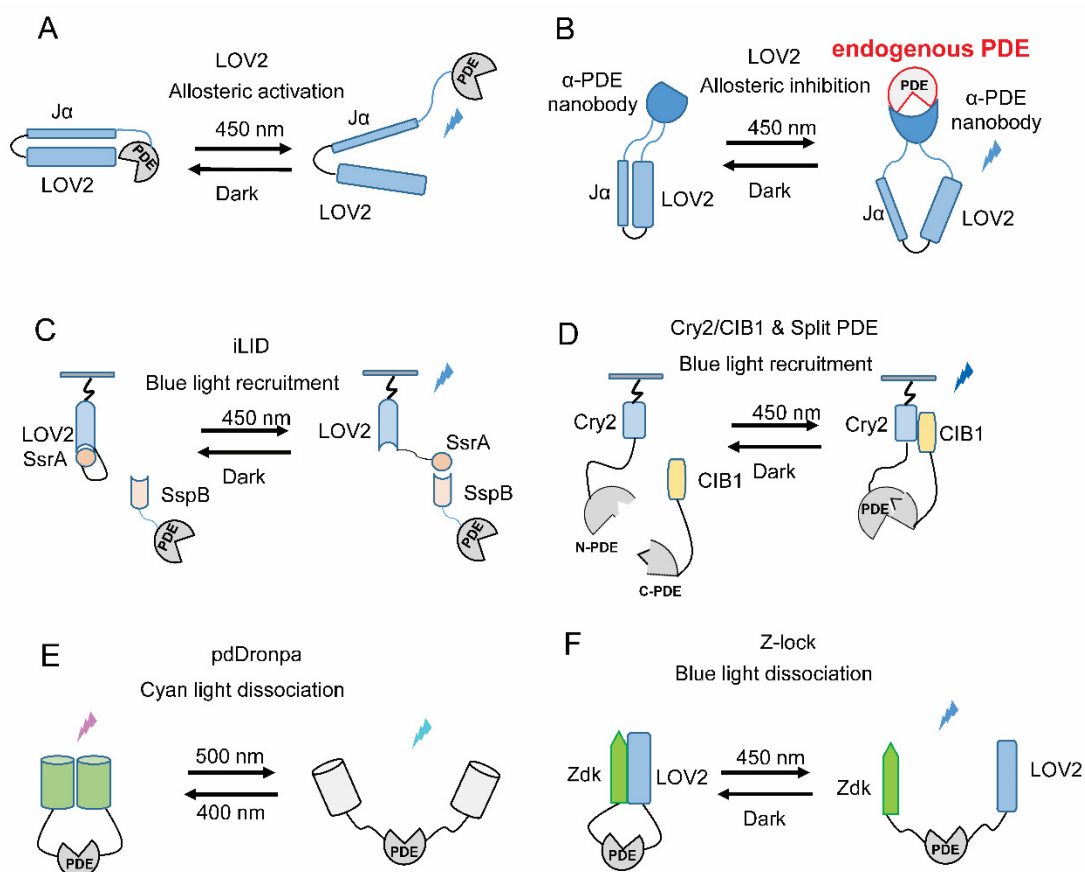 A
LOV2
Allosteric activation
Jα
450 nm
Dark
LOV2
PDE
Jα
LOV2
PDE
B
LOV2
Allosteric inhibition
endogenous PDE
α-PDE
nanobody
450 nm
Dark
Jα
LOV2
PDE
α-PDE
nanobody
Jα
LOV2
C
iLID
Blue light recruitment
450 nm
Dark
LOV2
SsrA
SspB
PDE
LOV2
SsrA
SspB
PDE
D
Cry2/CIB1 & Split PDE
Blue light recruitment
450 nm
Dark
Cry2
CIB1
N-PDE
C-PDE
Cry2
CIB1
PDE
E
pdDronpa
Cyan light dissociation
500 nm
400 nm
PDE
PDE
F
Z-lock
Blue light dissociation
450 nm
Dark
Zdk
LOV2
PDE
Zdk
LOV2
PDE